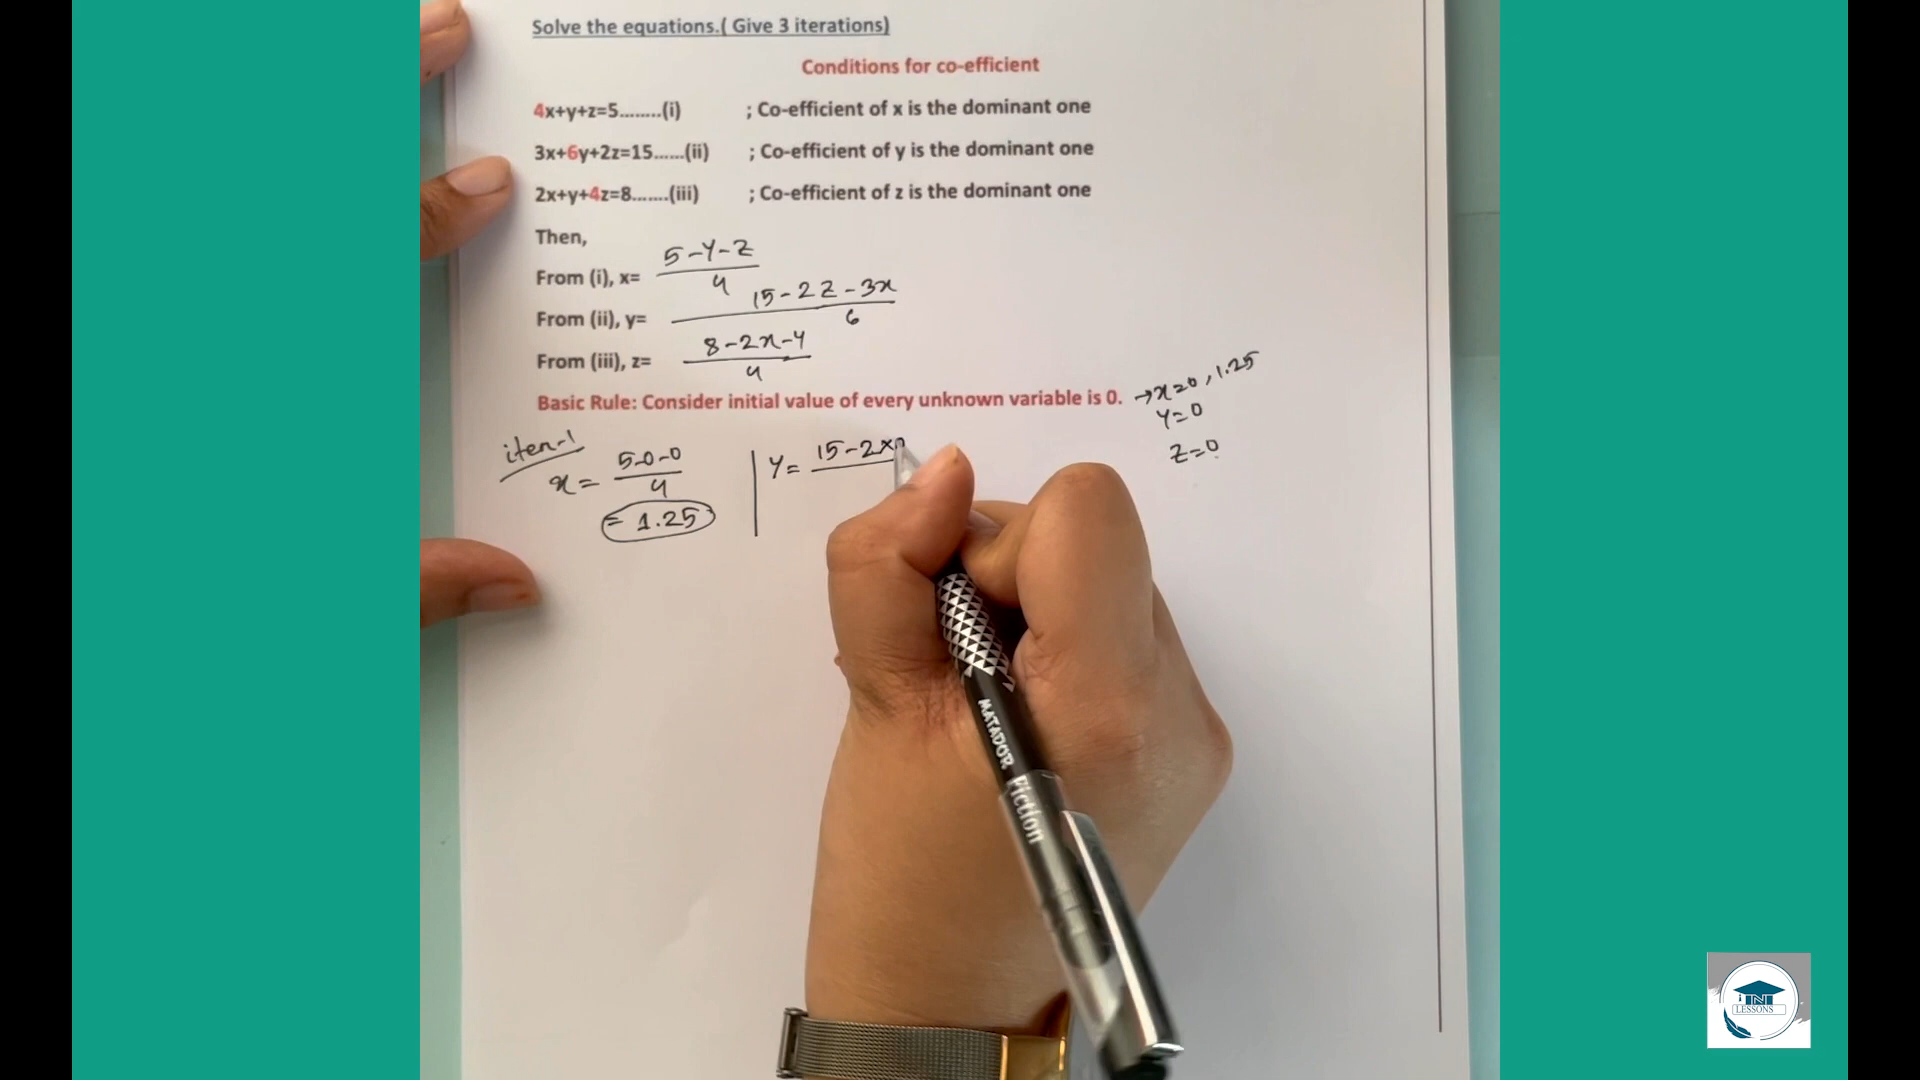 Solve the equations.( Give 3 iterations)
Conditions for co-efficient
4x+y+z=5........(i) ; Co-efficient of x is the dominant one
3x+6y+2z=15......(ii) ; Co-efficient of y is the dominant one
2x+y+4z=8.......(iii) ; Co-efficient of z is the dominant one
Then,
5-y-z
From (i), x=
4
15-2z-3x
From (ii), y=
6
8-2x-y
From (iii), z=
4
Basic Rule: Consider initial value of every unknown variable is 0. →x=0, 1.25
y=0
z=0
iter-1
5-0-0
x=
4
= 1.25
15-2×0
y=
MATADOR Fiction
iNT
LESSONS